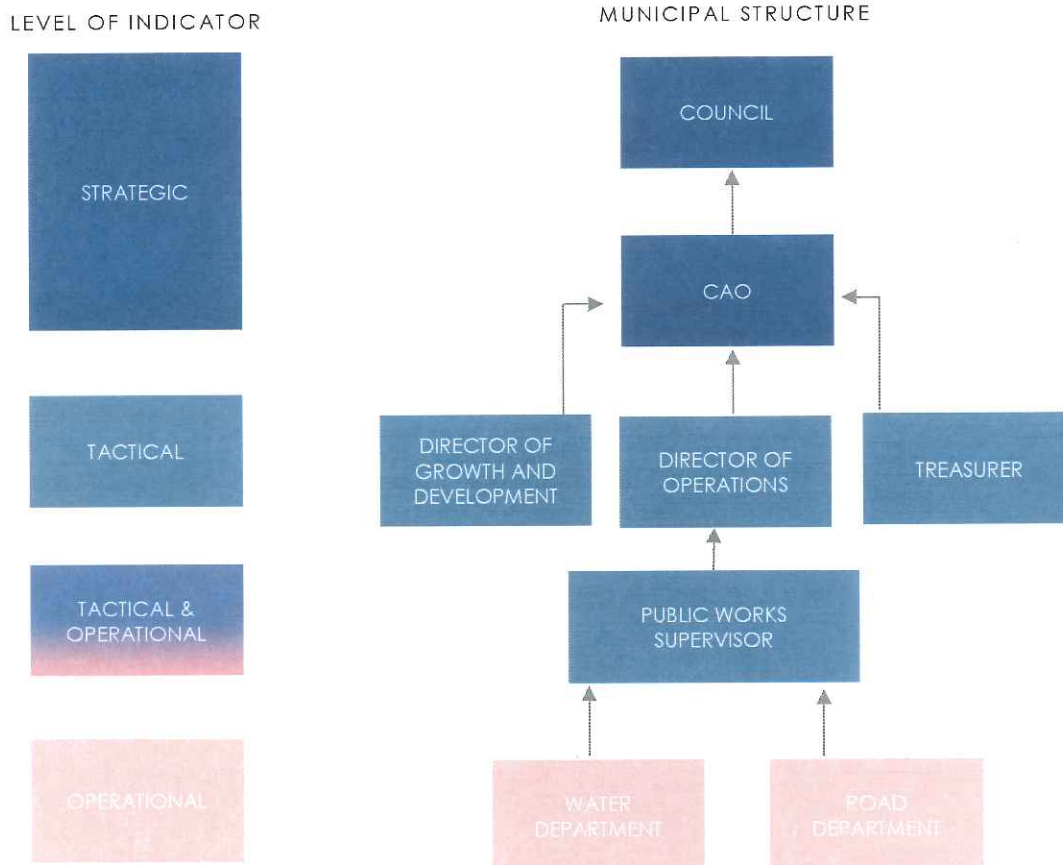 LEVEL OF INDICATOR
MUNICIPAL STRUCTURE
STRATEGIC
TACTICAL
TACTICAL &
OPERATIONAL
OPERATIONAL
COUNCIL
CAO
DIRECTOR OF
GROWTH AND
DEVELOPMENT
DIRECTOR OF
OPERATIONS
TREASURER
PUBLIC WORKS
SUPERVISOR
WATER
DEPARTMENT
ROAD
DEPARTMENT